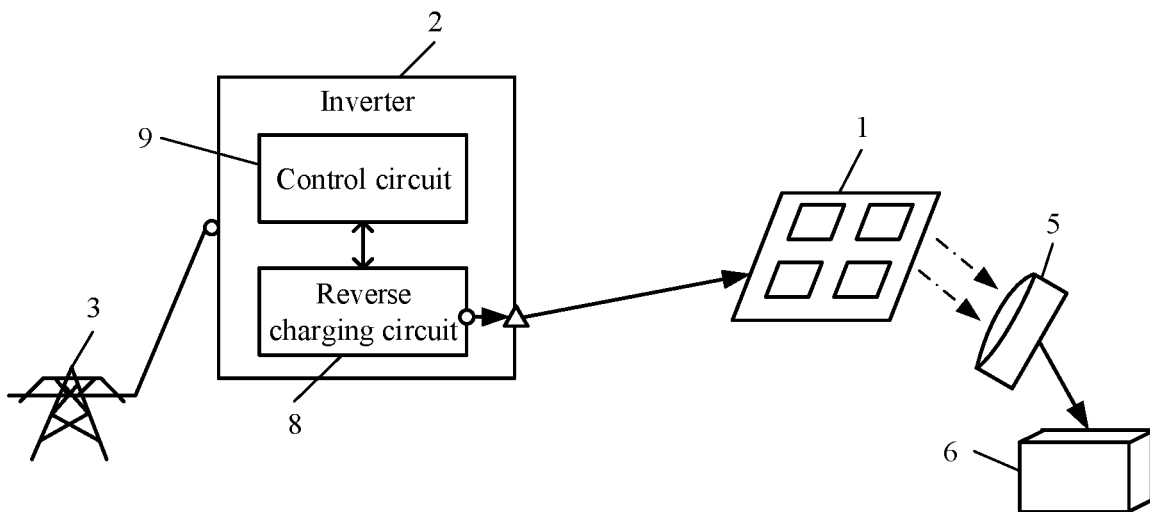 2
Inverter
9
Control circuit
1
5
Reverse
charging circuit
3
8
6